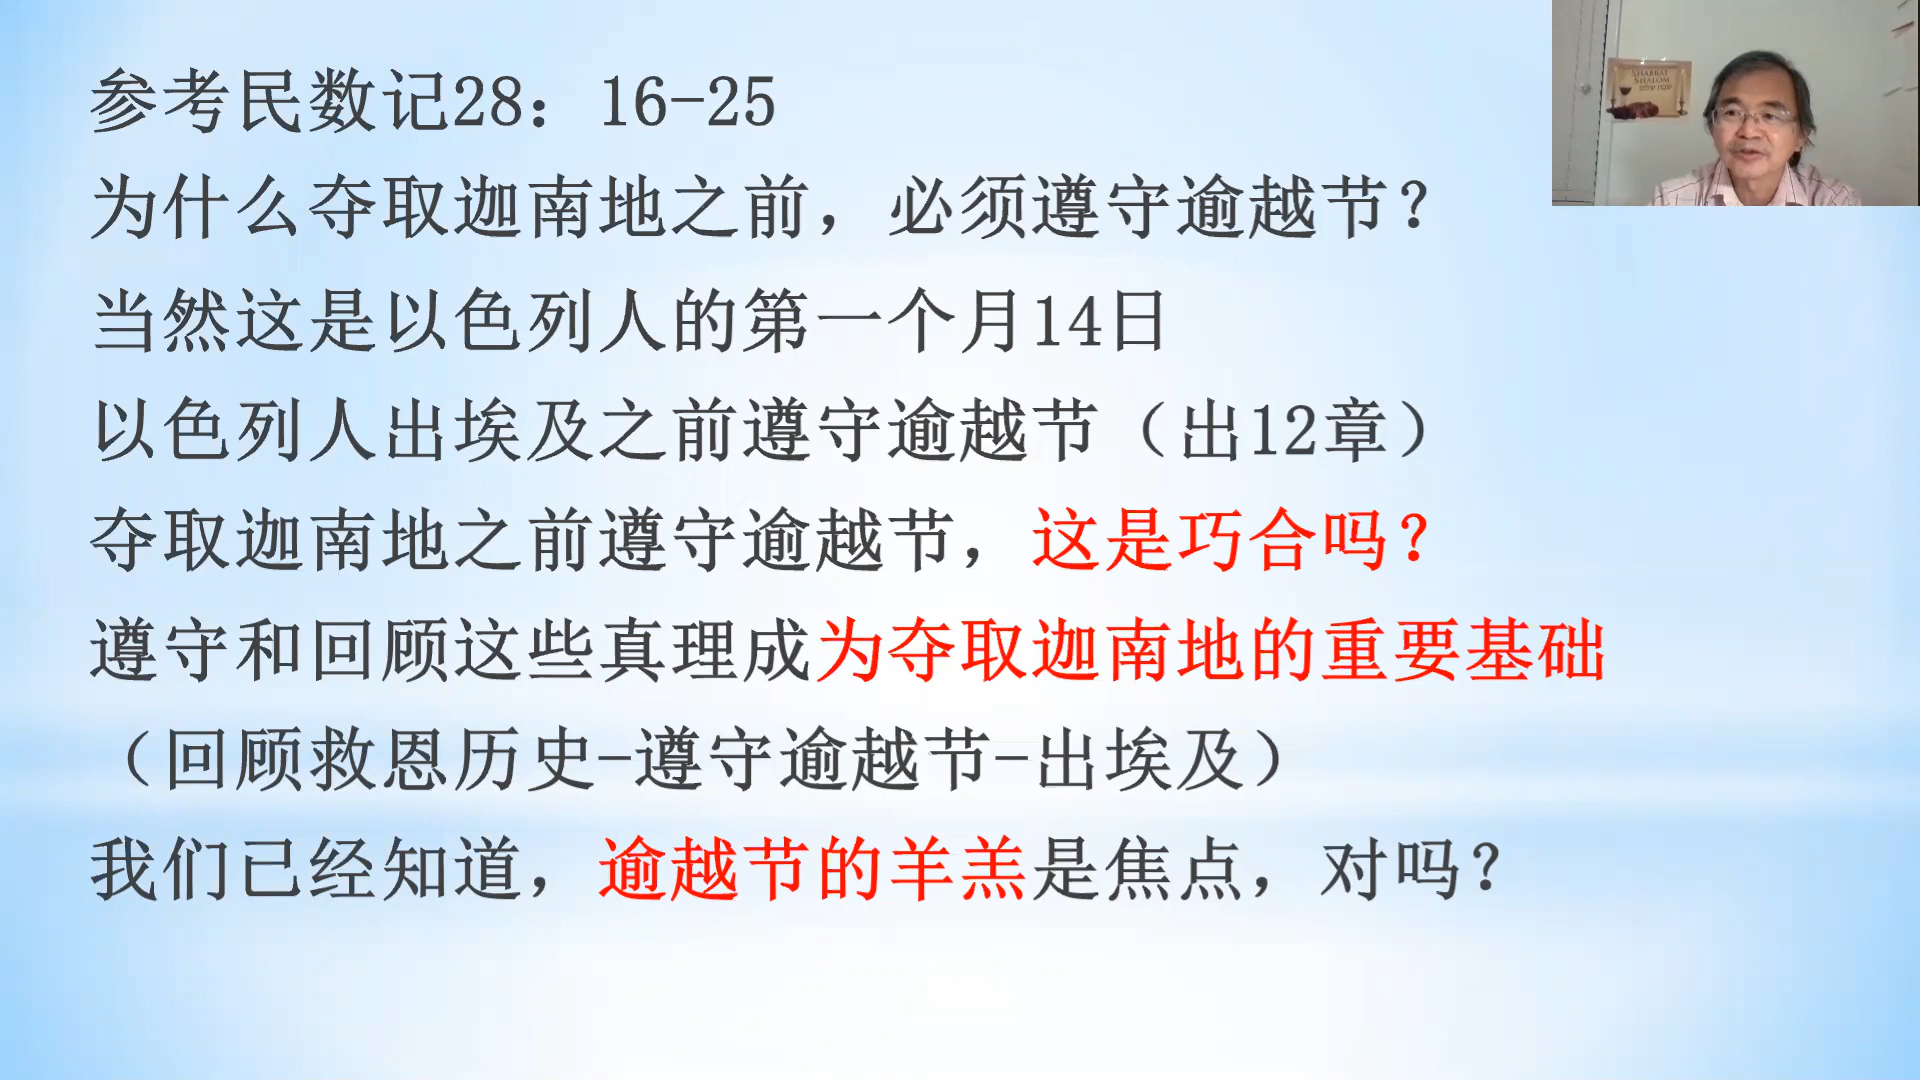 参考民数记28：16-25
为什么夺取迦南地之前，必须遵守逾越节？
当然这是以色列人的第一个月14日
以色列人出埃及之前遵守逾越节（出12章）
夺取迦南地之前遵守逾越节，这是巧合吗？
遵守和回顾这些真理成为夺取迦南地的重要基础
（回顾救恩历史-遵守逾越节-出埃及）
我们已经知道，逾越节的羊羔是焦点，对吗？
SHABBAT
SHALOM
שבת שלום